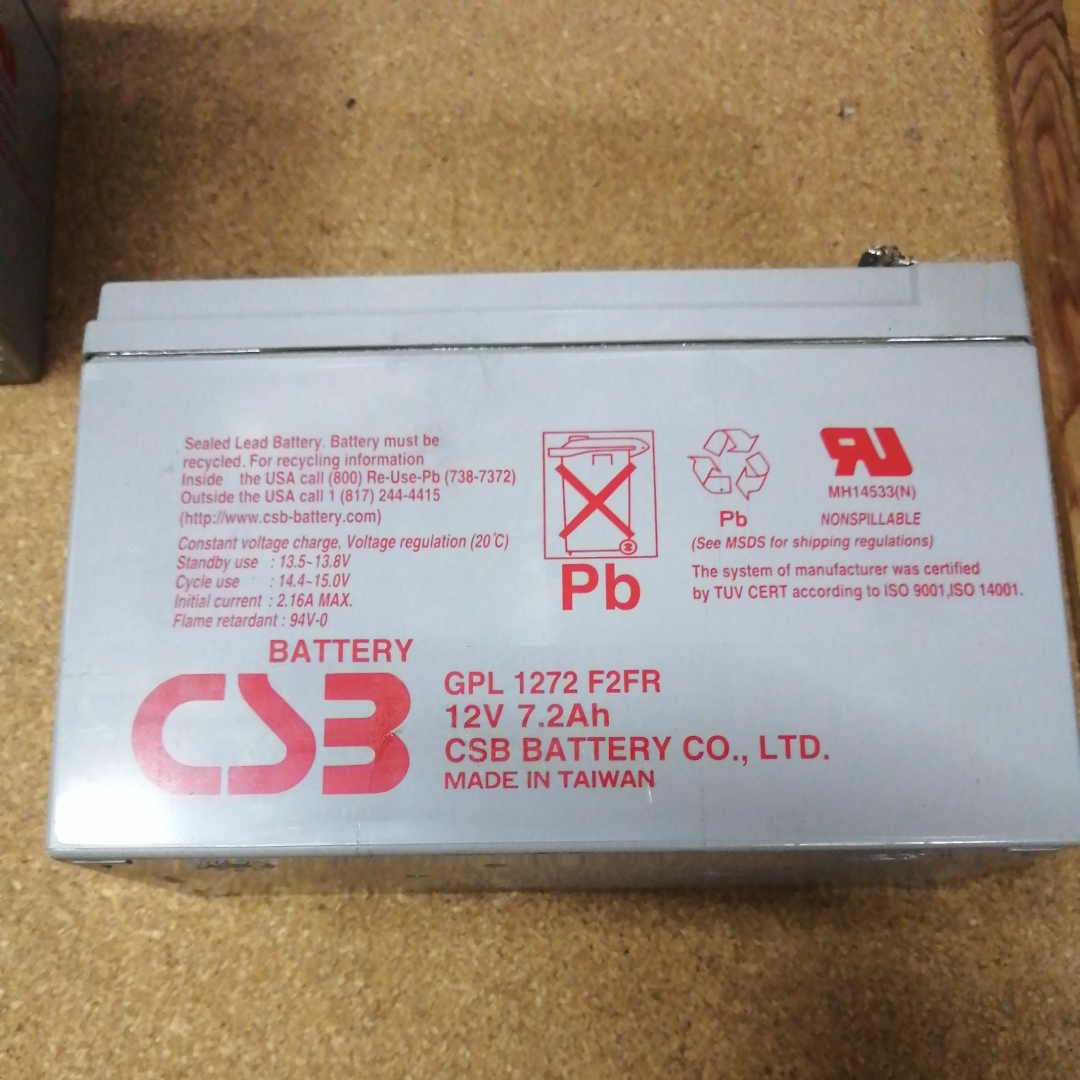 Sealed Lead Battery. Battery must be
recycled. For recycling information
Inside the USA call (800) Re-Use-Pb (738-7372)
Outside the USA call 1 (817) 244-4415
(http://www.csb-battery.com)
Constant voltage charge, Voltage regulation (20℃)
Standby use : 13.5~13.8V
Cycle use : 14.4~15.0V
Initial current : 2.16A MAX.
Flame retardant : 94V-0
Pb
Pb
RU
MH14533(N)
NONSPILLABLE
(See MSDS for shipping regulations)
The system of manufacturer was certified
by TUV CERT according to ISO 9001,ISO 14001.
BATTERY
CSB
GPL 1272 F2FR
12V 7.2Ah
CSB BATTERY CO., LTD.
MADE IN TAIWAN